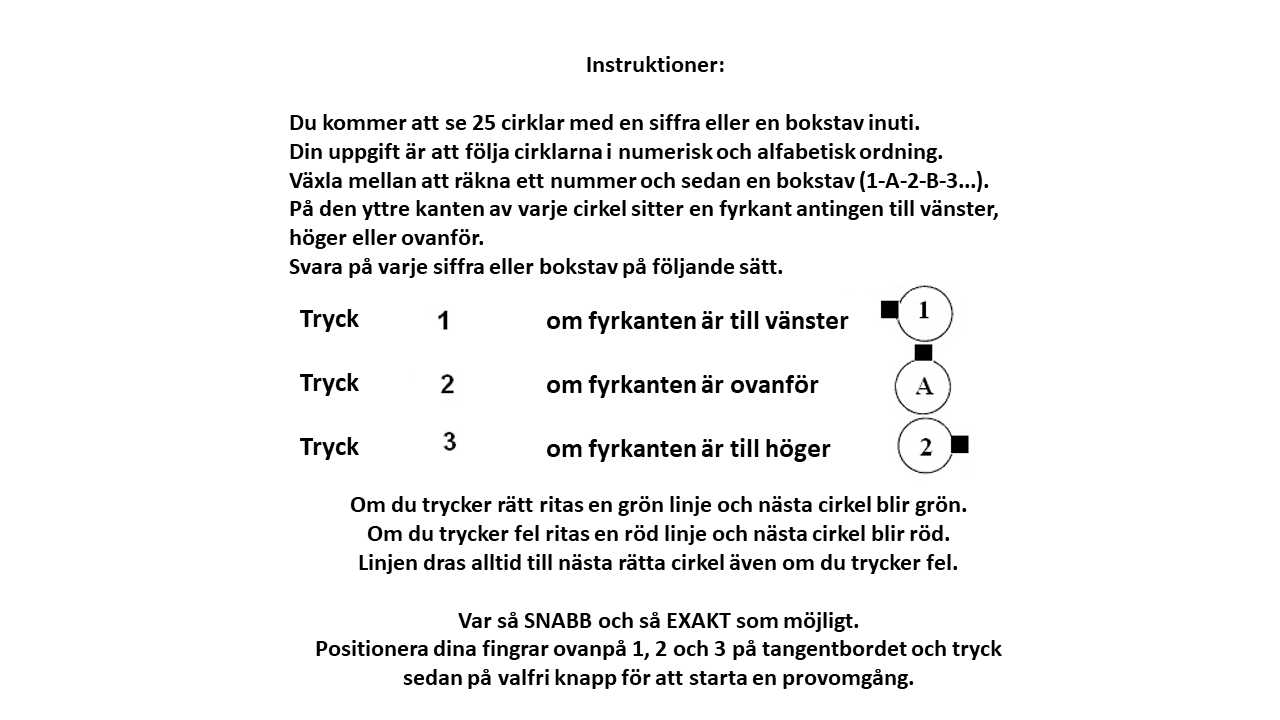 Instruktioner:
Du kommer att se 25 cirklar med en siffra eller en bokstav inuti.
Din uppgift är att följa cirklarna i numerisk och alfabetisk ordning.
Växla mellan att räkna ett nummer och sedan en bokstav (1-A-2-B-3...).
På den yttre kanten av varje cirkel sitter en fyrkant antingen till vänster,
höger eller ovanför.
Svara på varje siffra eller bokstav på följande sätt.
Tryck 1 om fyrkanten är till vänster 1
Tryck 2 om fyrkanten är ovanför A
Tryck 3 om fyrkanten är till höger 2
Om du trycker rätt ritas en grön linje och nästa cirkel blir grön.
Om du trycker fel ritas en röd linje och nästa cirkel blir röd.
Linjen dras alltid till nästa rätta cirkel även om du trycker fel.
Var så SNABB och så EXAKT som möjligt.
Positionera dina fingrar ovanpå 1, 2 och 3 på tangentbordet och tryck
sedan på valfri knapp för att starta en provomgång.